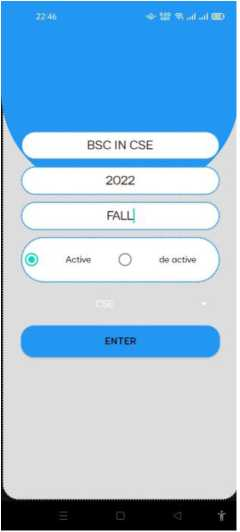 22:46
BSC IN CSE
2022
FALL
Active de active
CSE
ENTER